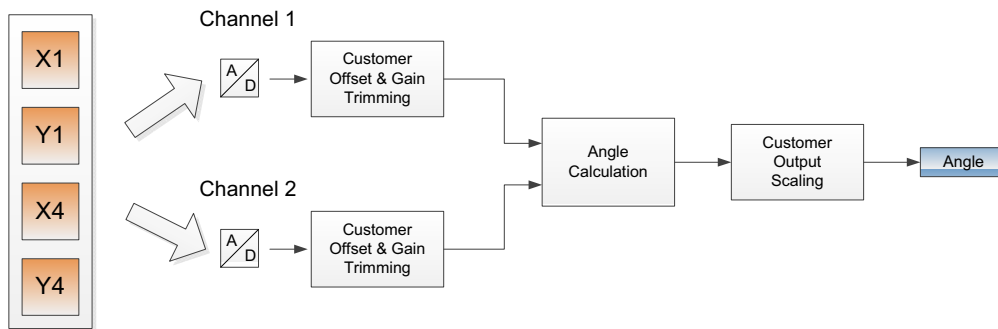 X1
Y1
X4
Y4
Channel 1
A
D
Customer
Offset & Gain
Trimming
Channel 2
A
D
Customer
Offset & Gain
Trimming
Angle
Calculation
Customer
Output
Scaling
Angle